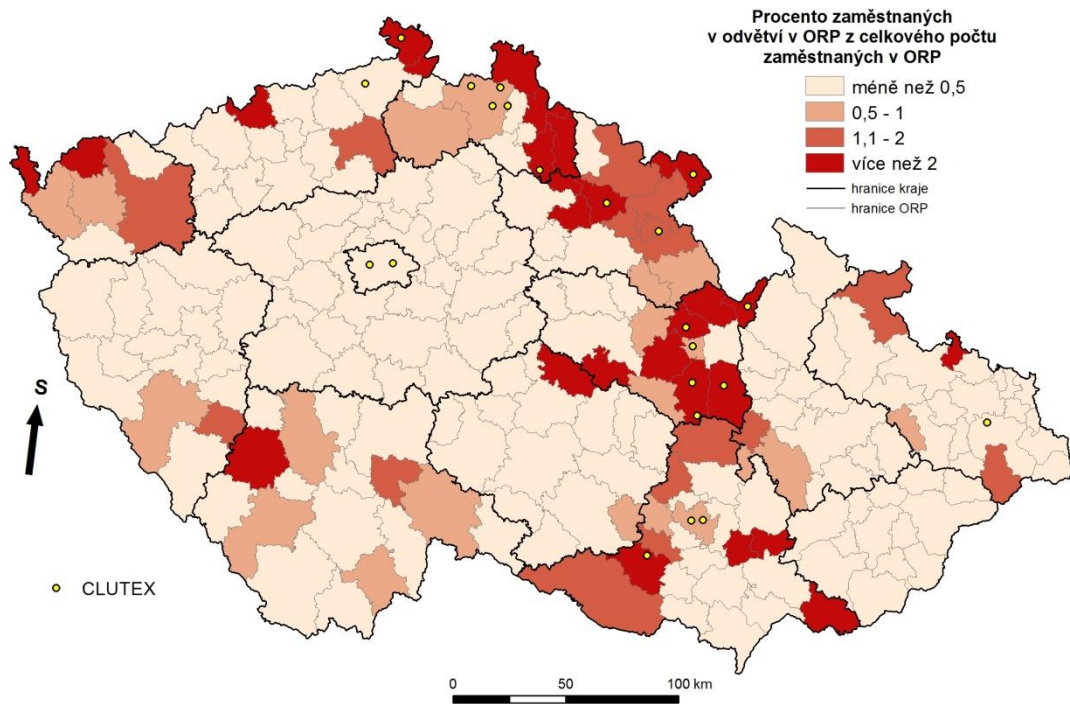 Procento zaměstnaných
v odvětví v ORP z celkového počtu
zaměstnaných v ORP
méně než 0,5
0,5 - 1
1,1 - 2
více než 2
hranice kraje
hranice ORP
S
CLUTEX
0 50 100 km